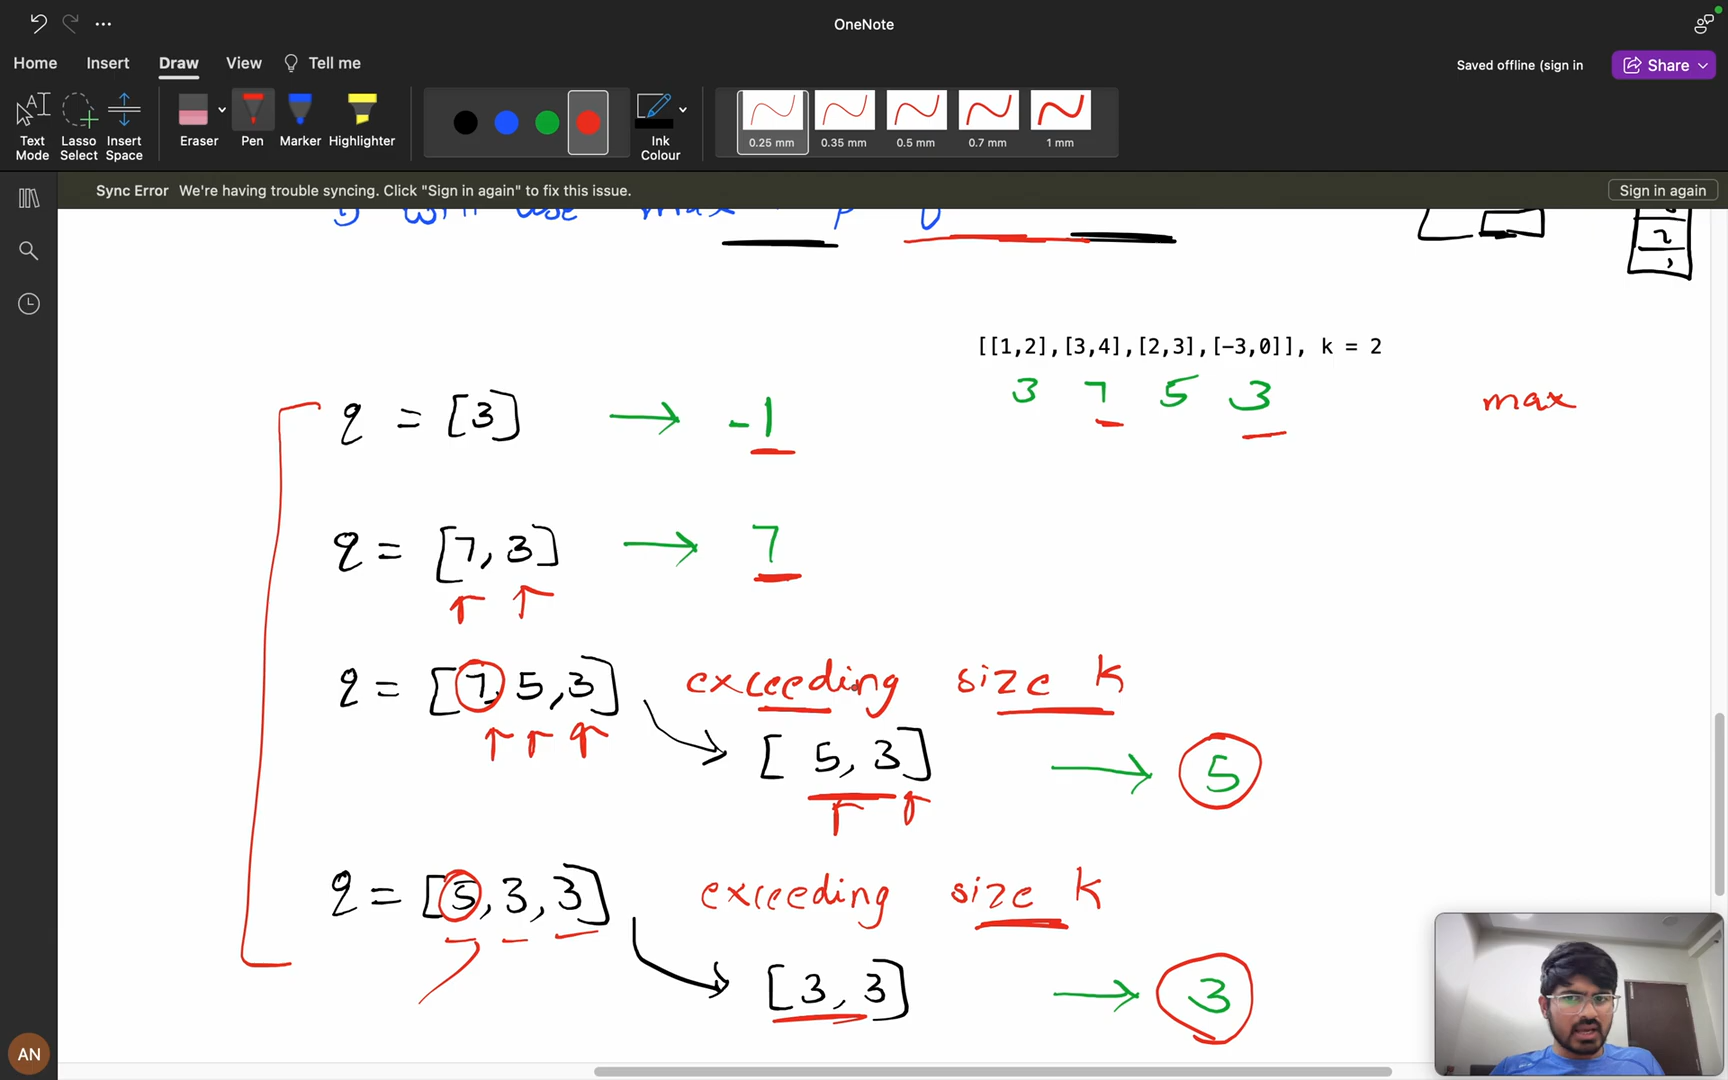 OneNote
Home Insert Draw View Tell me
Saved offline (sign in
Share
Text Mode
Lasso Select
Insert Space
Eraser
Pen
Marker
Highlighter
Ink Colour
0.25 mm
0.35 mm
0.5 mm
0.7 mm
1 mm
Sync Error We're having trouble syncing. Click "Sign in again" to fix this issue.
Sign in again
will use max
2
[[1,2],[3,4],[2,3],[-3,0]], k = 2
3 7 5 3
max
q = [3] → -1
q = [7, 3] → 7
q = [7, 5, 3] exceeding size k
[5, 3] → 5
q = [5, 3, 3] exceeding size k
[3, 3] → 3
AN